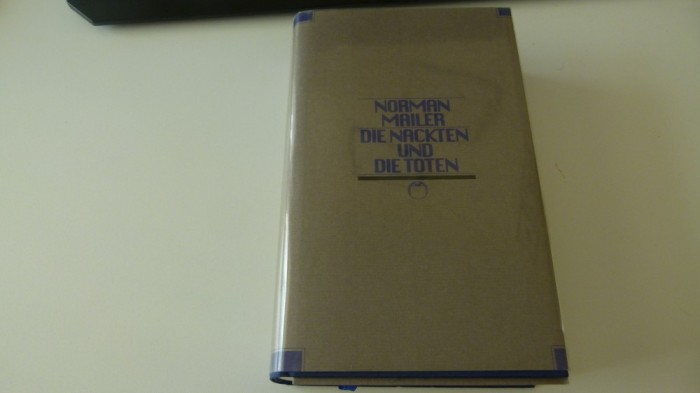 NORMAN
MAILER
DIE NACKTEN
UND
DIE TOTEN